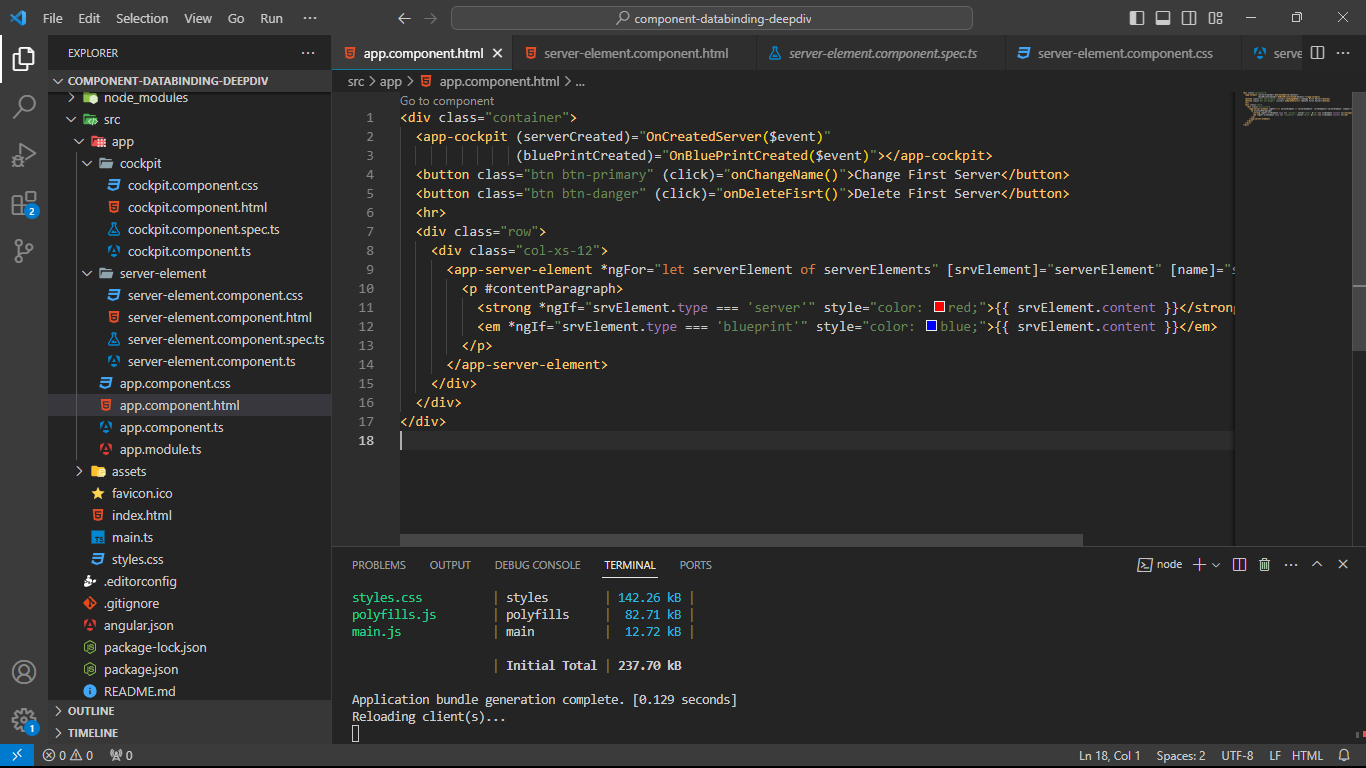 File Edit Selection View Go Run ··· component-databinding-deepdiv
EXPLORER
COMPONENT-DATABINDING-DEEPDIV
node_modules
src
app
cockpit
cockpit.component.css
cockpit.component.html
cockpit.component.spec.ts
cockpit.component.ts
server-element
server-element.component.css
server-element.component.html
server-element.component.spec.ts
server-element.component.ts
app.component.css
app.component.html
app.component.ts
app.module.ts
assets
favicon.ico
index.html
main.ts
styles.css
.editorconfig
.gitignore
angular.json
package-lock.json
package.json
README.md
OUTLINE
TIMELINE
2
1
app.component.html server-element.component.html server-element.component.spec.ts server-element.component.css serve
src > app > app.component.html > ...
Go to component
1 <div class="container">
2 <app-cockpit (serverCreated)="OnCreatedServer($event)"
3 (bluePrintCreated)="OnBluePrintCreated($event)"></app-cockpit>
4 <button class="btn btn-primary" (click)="onChangeName()">Change First Server</button>
5 <button class="btn btn-danger" (click)="onDeleteFisrt()">Delete First Server</button>
6 <hr>
7 <div class="row">
8 <div class="col-xs-12">
9 <app-server-element *ngFor="let serverElement of serverElements" [srvElement]="serverElement" [name]="s
10 <p #contentParagraph>
11 <strong *ngIf="srvElement.type === 'server'" style="color: red;">{{ srvElement.content }}</strong
12 <em *ngIf="srvElement.type === 'blueprint'" style="color: blue;">{{ srvElement.content }}</em>
13 </p>
14 </app-server-element>
15 </div>
16 </div>
17 </div>
18
PROBLEMS OUTPUT DEBUG CONSOLE TERMINAL PORTS node
styles.css | styles | 142.26 kB |
polyfills.js | polyfills | 82.71 kB |
main.js | main | 12.72 kB |
| Initial Total | 237.70 kB
Application bundle generation complete. [0.129 seconds]
Reloading client(s)...
0 0 0 Ln 18, Col 1 Spaces: 2 UTF-8 LF HTML